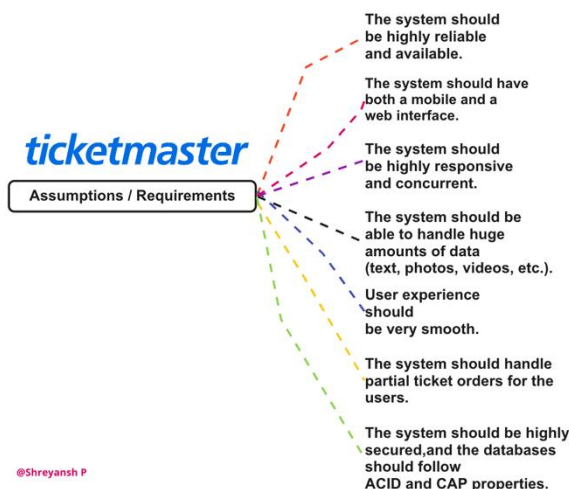 The system should
be highly reliable
and available.
The system should have
both a mobile and a
web interface.
ticketmaster
Assumptions / Requirements
The system should
be highly responsive
and concurrent.
The system should be
able to handle huge
amounts of data
(text, photos, videos, etc.).
User experience
should
be very smooth.
The system should handle
partial ticket orders for the
users.
The system should be highly
secured,and the databases
should follow
ACID and CAP properties.
@Shreyansh P